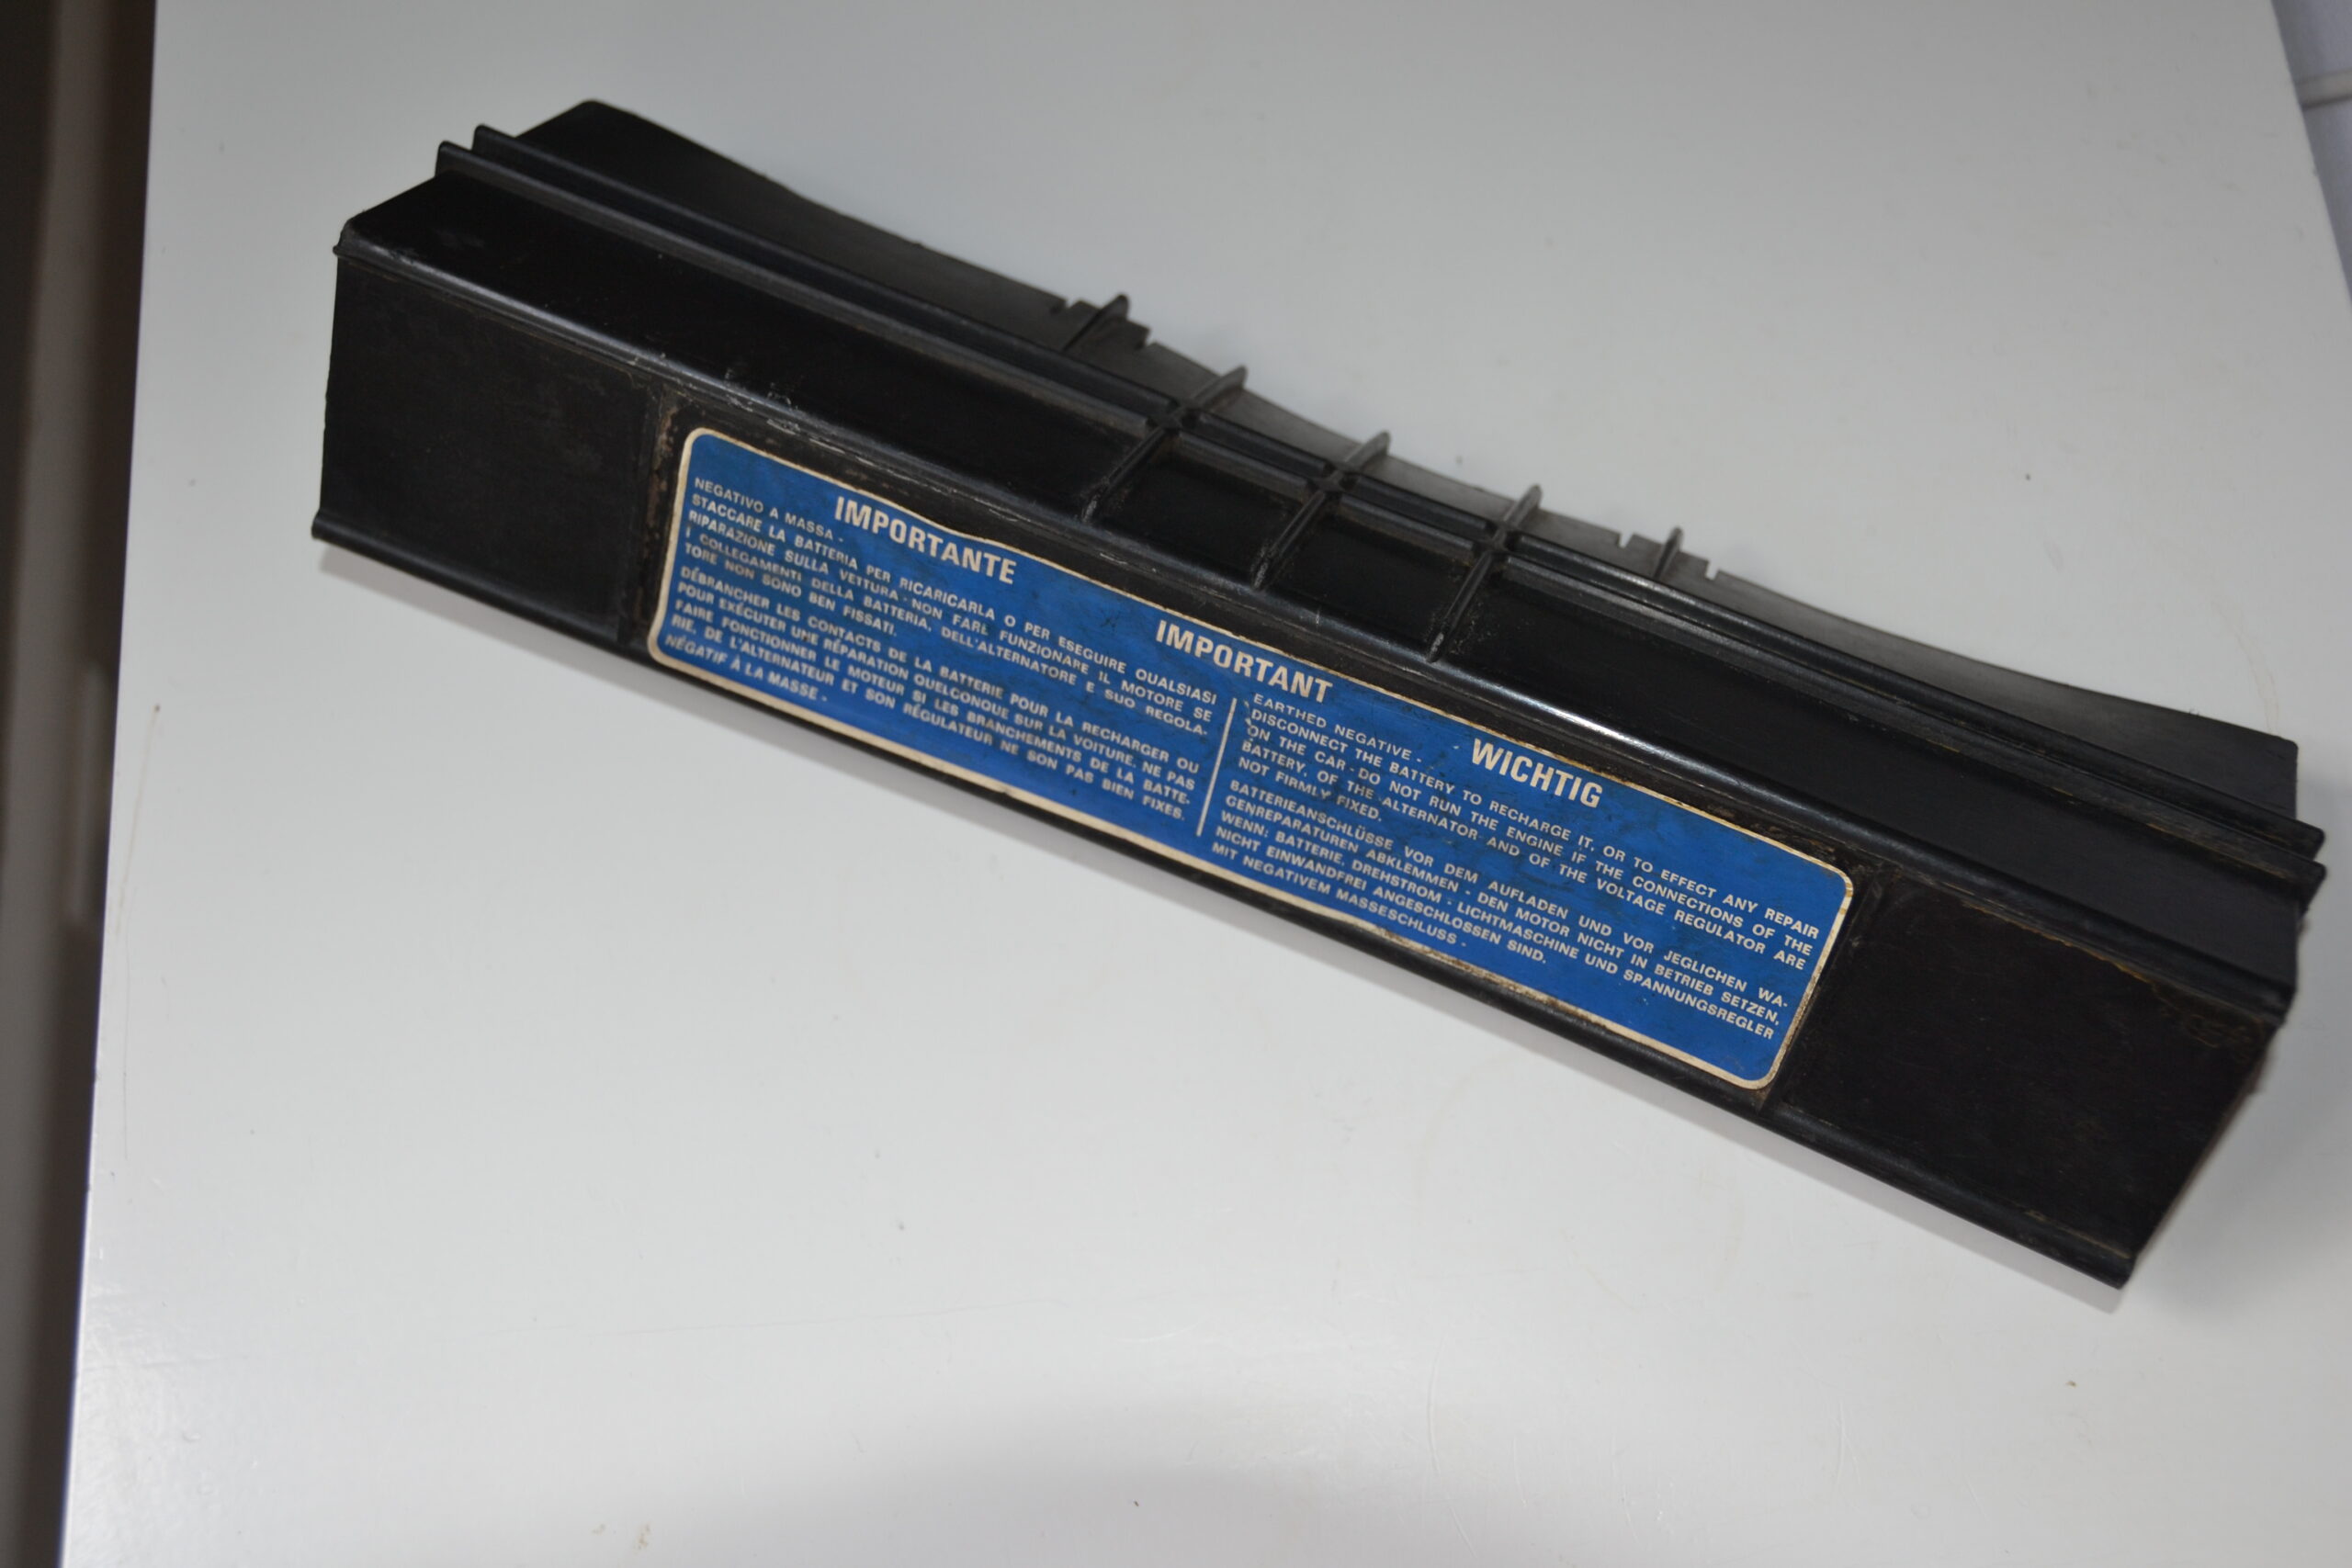 IMPORTANTE
IMPORTANT
WICHTIG
NEGATIVO A MASSA -
STACCARE LA BATTERIA PER RICARICARLA O PER ESEGUIRE QUALSIASI
RIPARAZIONE SULLA VETTURA - NON FARE FUNZIONARE IL MOTORE SE
I COLLEGAMENTI DELLA BATTERIA, DELL'ALTERNATORE E SUO REGOLA-
TORE NON SONO BEN FISSATI.
DÉBRANCHER LES CONTACTS DE LA BATTERIE POUR LA RECHARGER OU
POUR EXÉCUTER UNE RÉPARATION QUELCONQUE SUR LA VOITURE. NE PAS
FAIRE FONCTIONNER LE MOTEUR SI LES BRANCHEMENTS DE LA BATTE-
RIE, DE L'ALTERNATEUR ET SON RÉGULATEUR NE SON PAS BIEN FIXES.
NÉGATIF À LA MASSE -
EARTHED NEGATIVE -
DISCONNECT THE BATTERY TO RECHARGE IT, OR TO EFFECT ANY REPAIR
ON THE CAR - DO NOT RUN THE ENGINE IF THE CONNECTIONS OF THE
BATTERY, OF THE ALTERNATOR AND OF THE VOLTAGE REGULATOR ARE
NOT FIRMLY FIXED.
BATTERIEANSCHLÜSSE VOR DEM AUFLADEN UND VOR JEGLICHEN WA-
GENREPARATUREN ABKLEMMEN - DEN MOTOR NICHT IN BETRIEB SETZEN,
WENN: BATTERIE, DREHSTROM - LICHTMASCHINE UND SPANNUNGSREGLER
NICHT EINWANDFREI ANGESCHLOSSEN SIND.
MIT NEGATIVEM MASSESCHLUSS -